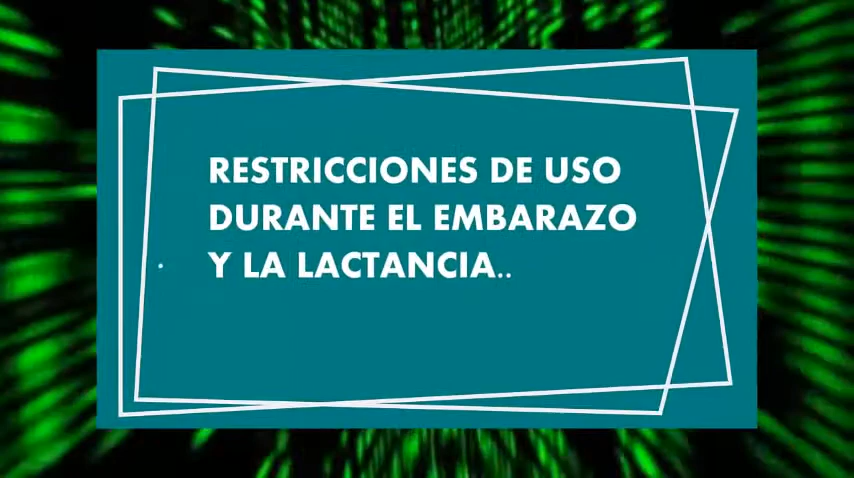 RESTRICCIONES DE USO
DURANTE EL EMBARAZO
Y LA LACTANCIA..